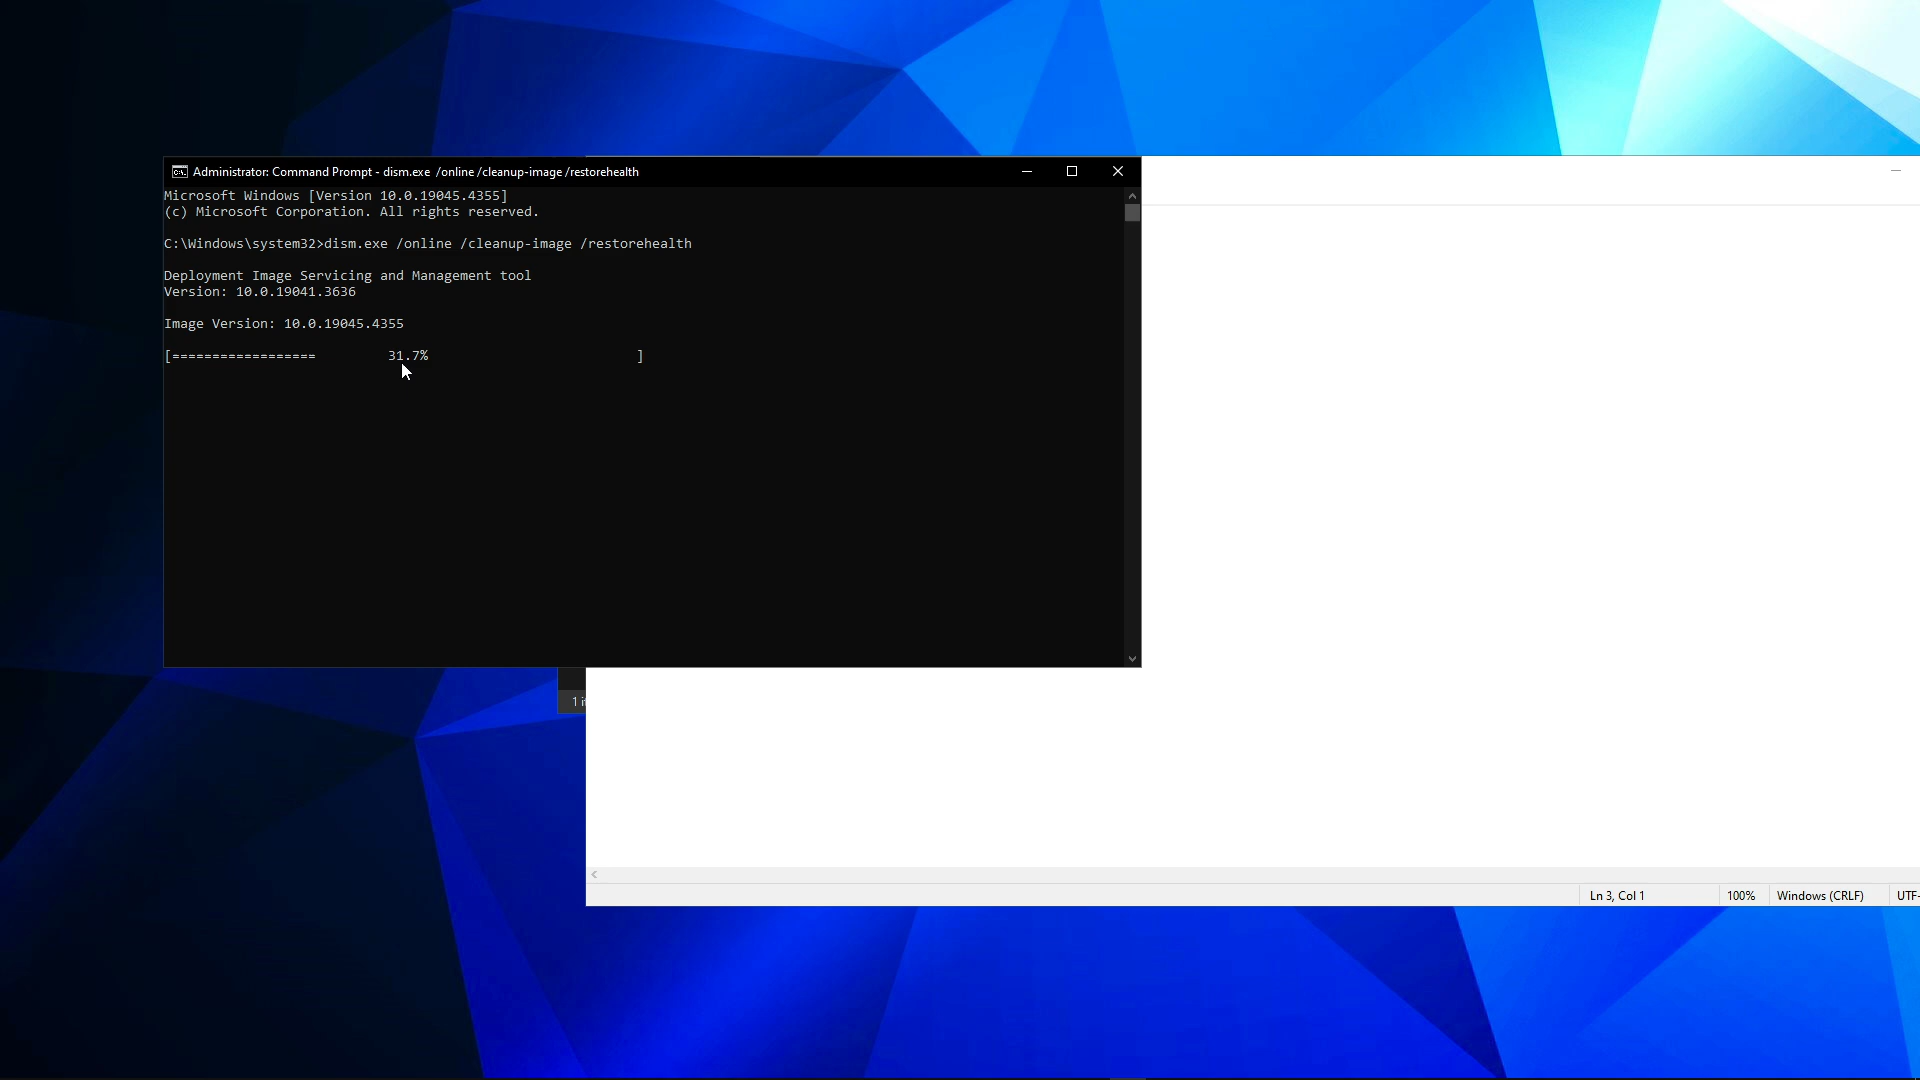 Administrator: Command Prompt - dism.exe  /online /cleanup-image /restorehealth
Microsoft Windows [Version 10.0.19045.4355]
(c) Microsoft Corporation. All rights reserved.
C:\Windows\system32>dism.exe /online /cleanup-image /restorehealth
Deployment Image Servicing and Management tool
Version: 10.0.19041.3636
Image Version: 10.0.19045.4355
[==================         31.7%                          ]
1
Ln 3, Col 1
100%
Windows (CRLF)
UTF-